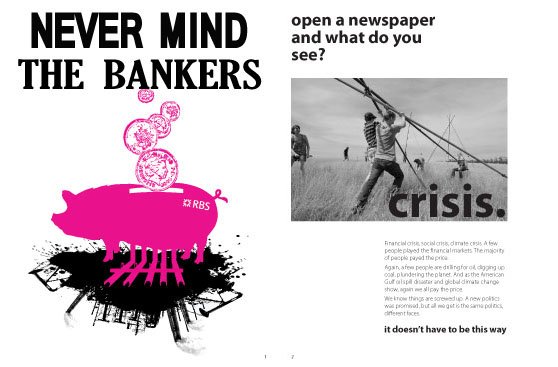 NEVER MIND
THE BANKERS
RBS
1
open a newspaper
and what do you
see?
crisis.
Financial crisis, social crisis, climate crisis. A few
people played the financial markets. The majority
of people payed the price.
Again, a few people are drilling for oil, digging up
coal, plundering the planet. And as the American
Gulf oil spill disaster and global climate change
show, again we all pay the price.
We know things are screwed up. A new politics
was promised, but all we get is the same politics,
different faces.
it doesn't have to be this way
2